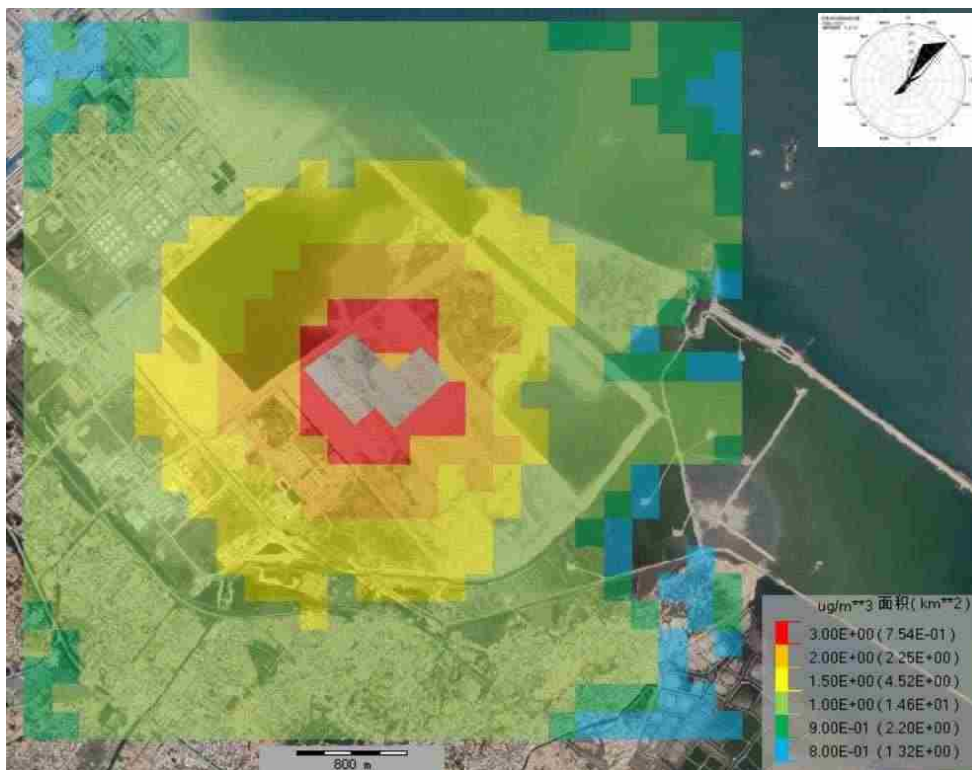 ug/m**3 面积( km**2)
3.00E+00 ( 7.54E-01)
2.00E+00 ( 2.25E+00)
1.50E+00 ( 4.52E+00)
1.00E+00 ( 1.46E+01)
9.00E-01 ( 2.20E+00)
8.00E-01 ( 1.32E+00)
800 m